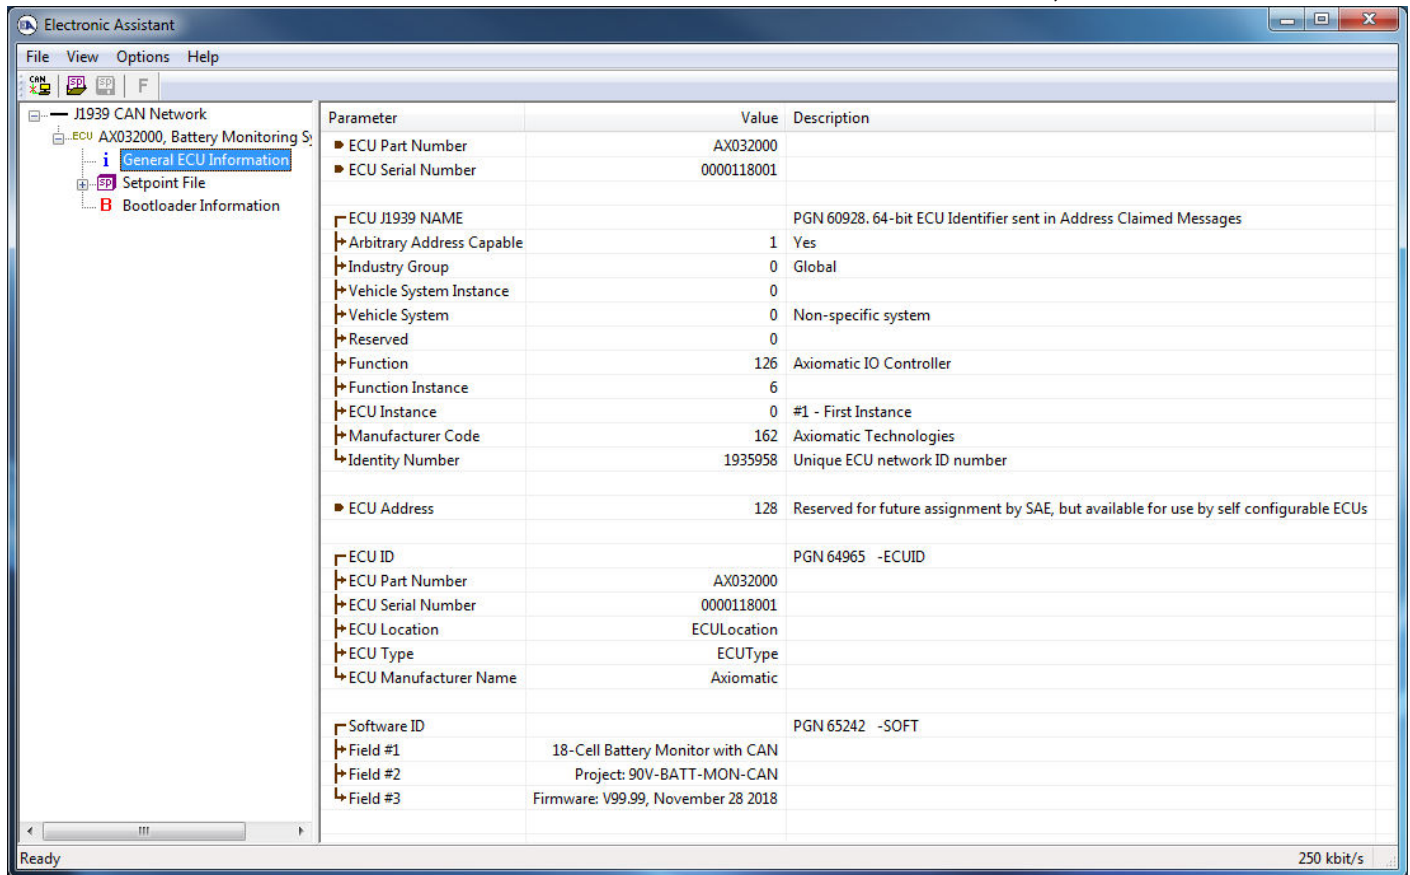 Electronic Assistant
File View Options Help
CAN SP SP F
J1939 CAN Network
ECU AX032000, Battery Monitoring Sy
i General ECU Information
SP Setpoint File
B Bootloader Information
Parameter Value Description
ECU Part Number AX032000
ECU Serial Number 0000118001
ECU J1939 NAME PGN 60928. 64-bit ECU Identifier sent in Address Claimed Messages
Arbitrary Address Capable 1 Yes
Industry Group 0 Global
Vehicle System Instance 0
Vehicle System 0 Non-specific system
Reserved 0
Function 126 Axiomatic IO Controller
Function Instance 6
ECU Instance 0 #1 - First Instance
Manufacturer Code 162 Axiomatic Technologies
Identity Number 1935958 Unique ECU network ID number
ECU Address 128 Reserved for future assignment by SAE, but available for use by self configurable ECUs
ECU ID PGN 64965 -ECUID
ECU Part Number AX032000
ECU Serial Number 0000118001
ECU Location ECULocation
ECU Type ECUType
ECU Manufacturer Name Axiomatic
Software ID PGN 65242 -SOFT
Field #1 18-Cell Battery Monitor with CAN
Field #2 Project: 90V-BATT-MON-CAN
Field #3 Firmware: V99.99, November 28 2018
Ready 250 kbit/s